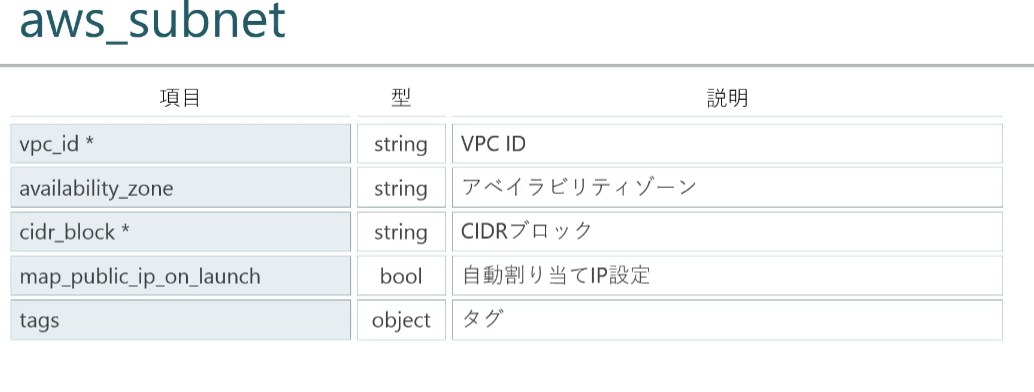 aws_subnet
項目 型 説明
vpc_id * string VPC ID
availability_zone string アベイラビリティゾーン
cidr_block * string CIDRブロック
map_public_ip_on_launch bool 自動割り当てIP設定
tags object タグ